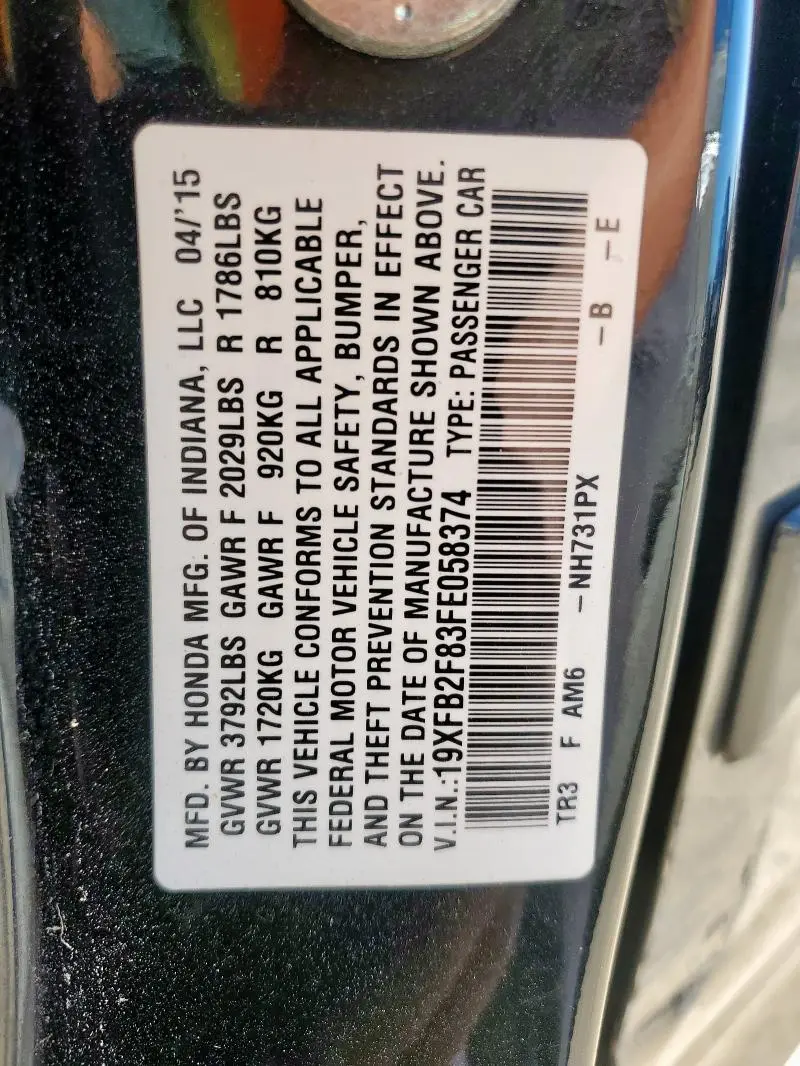 MFD. BY HONDA MFG. OF INDIANA, LLC 04/'15
GVWR 3792LBS GAWR F 2029LBS R 1786LBS
GVWR 1720KG GAWR F 920KG R 810KG
THIS VEHICLE CONFORMS TO ALL APPLICABLE
FEDERAL MOTOR VEHICLE SAFETY, BUMPER,
AND THEFT PREVENTION STANDARDS IN EFFECT
ON THE DATE OF MANUFACTURE SHOWN ABOVE.
V.I.N.:19XFB2F83FE058374 TYPE: PASSENGER CAR
TR3 F AM6 -NH731PX -B -E